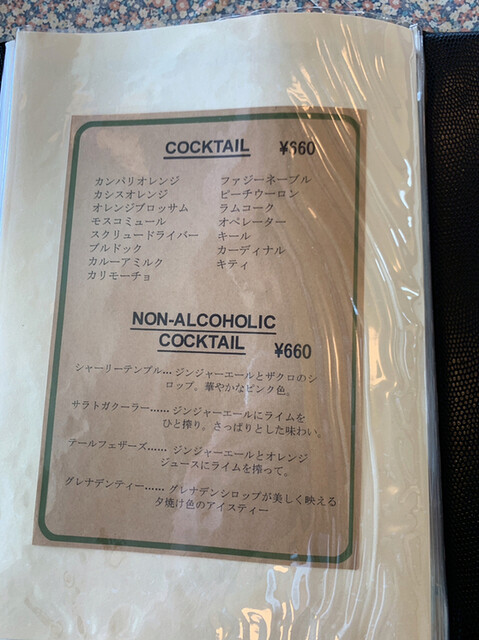 COCKTAIL ¥660
カンパリオレンジ
カシスオレンジ
オレンジブロッサム
モスコミュール
スクリュードライバー
ブルドック
カルーアミルク
カリモーチョ
ファジーネーブル
ピーチウーロン
ラムコーク
オペレーター
キール
カーディナル
キティ
NON-ALCOHOLIC
COCKTAIL ¥660
シャーリーテンプル… ジンジャーエールとザクロのシ
ロップ。華やかなピンク色。
サラトガクーラー…… ジンジャーエールにライムを
ひと搾り。さっぱりとした味わい。
テールフェザーズ…… ジンジャーエールとオレンジ
ジュースにライムを搾って。
グレナデンティー…… グレナデンシロップが美しく映える
夕焼け色のアイスティー